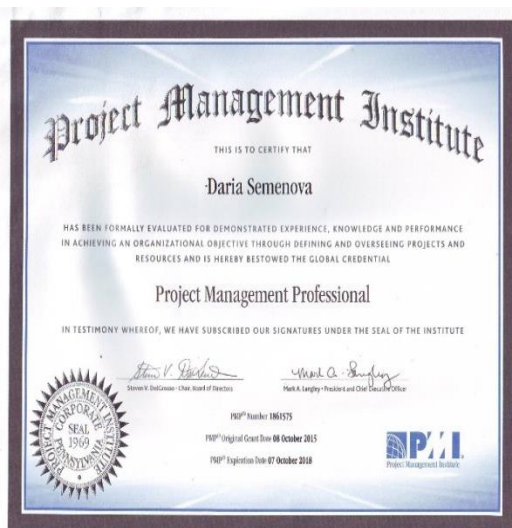 Project Management Institute
THIS IS TO CERTIFY THAT
Daria Semenova
HAS BEEN FORMALLY EVALUATED FOR DEMONSTRATED EXPERIENCE, KNOWLEDGE AND PERFORMANCE
IN ACHIEVING AN ORGANIZATIONAL OBJECTIVE THROUGH DEFINING AND OVERSEEING PROJECTS AND
RESOURCES AND IS HEREBY BESTOWED THE GLOBAL CREDENTIAL
Project Management Professional
IN TESTIMONY WHEREOF, WE HAVE SUBSCRIBED OUR SIGNATURES UNDER THE SEAL OF THE INSTITUTE
Steven V. DelGrosso • Chair, Board of Directors
Mark A. Langley • President and Chief Executive Officer
PROJECT MANAGEMENT INSTITUTE
PENNSYLVANIA
CORPORATE
SEAL
1969
PMP® Number 1861575
PMP® Original Grant Date 08 October 2015
PMP® Expiration Date 07 October 2018
PMI
Project Management Institute